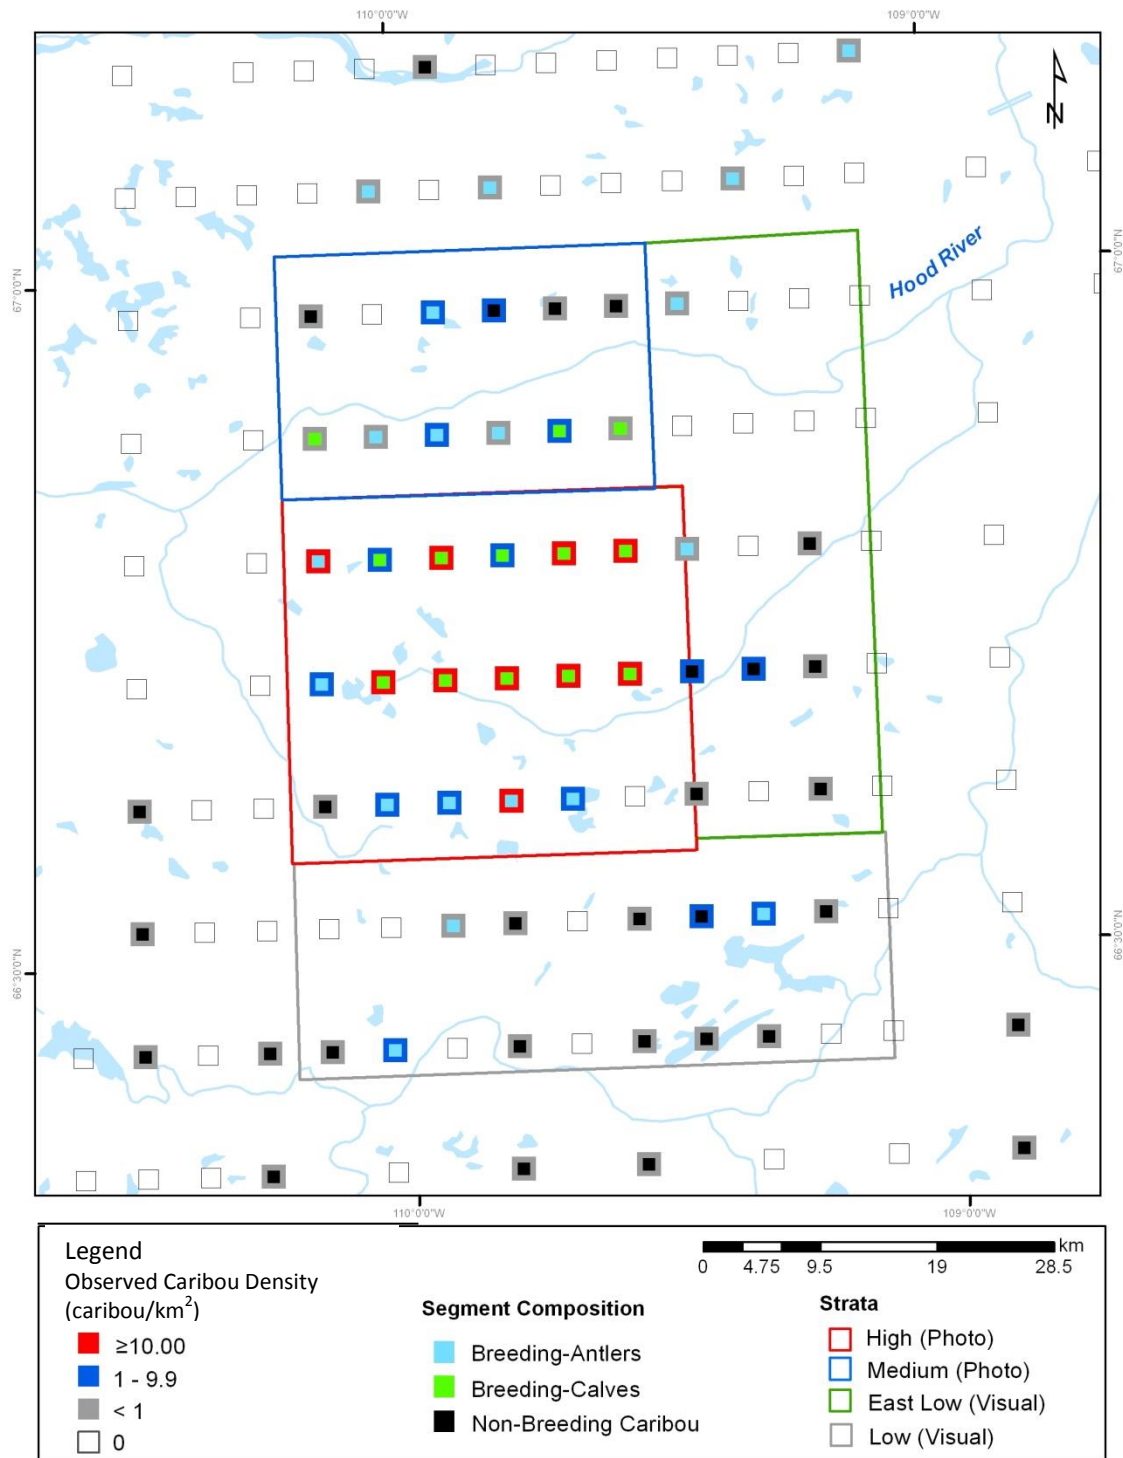 110°0'0"W
109°0'0"W
N
Hood River
67°0'0"N
67°0'0"N
66°30'0"N
66°30'0"N
110°0'0"W
109°0'0"W
Legend
Observed Caribou Density
(caribou/km²)
≥10.00
1 - 9.9
< 1
0
Segment Composition
Breeding-Antlers
Breeding-Calves
Non-Breeding Caribou
km
0 4.75 9.5 19 28.5
Strata
High (Photo)
Medium (Photo)
East Low (Visual)
Low (Visual)